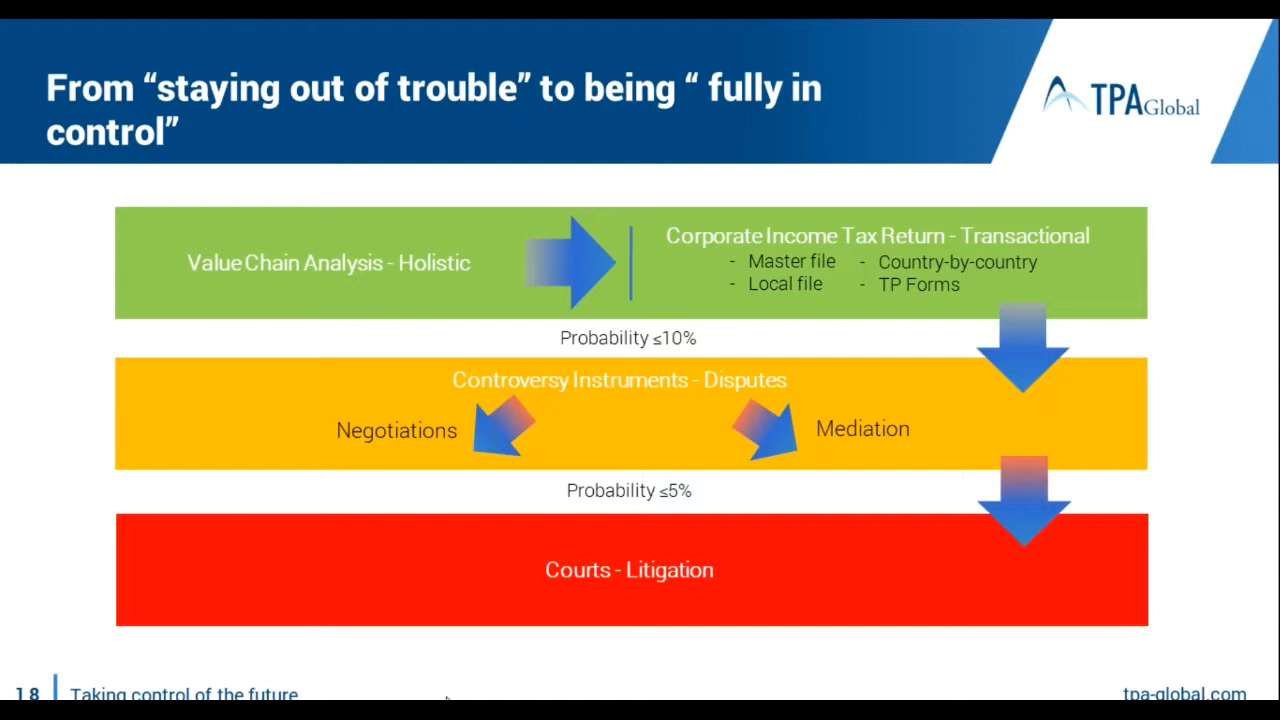 From “staying out of trouble” to being “ fully in
control”
TPA Global
Value Chain Analysis - Holistic
Corporate Income Tax Return - Transactional
- Master file - Country-by-country
- Local file - TP Forms
Probability ≤10%
Controversy Instruments - Disputes
Negotiations
Mediation
Probability ≤5%
Courts - Litigation
18 Taking control of the future
tpa-global.com